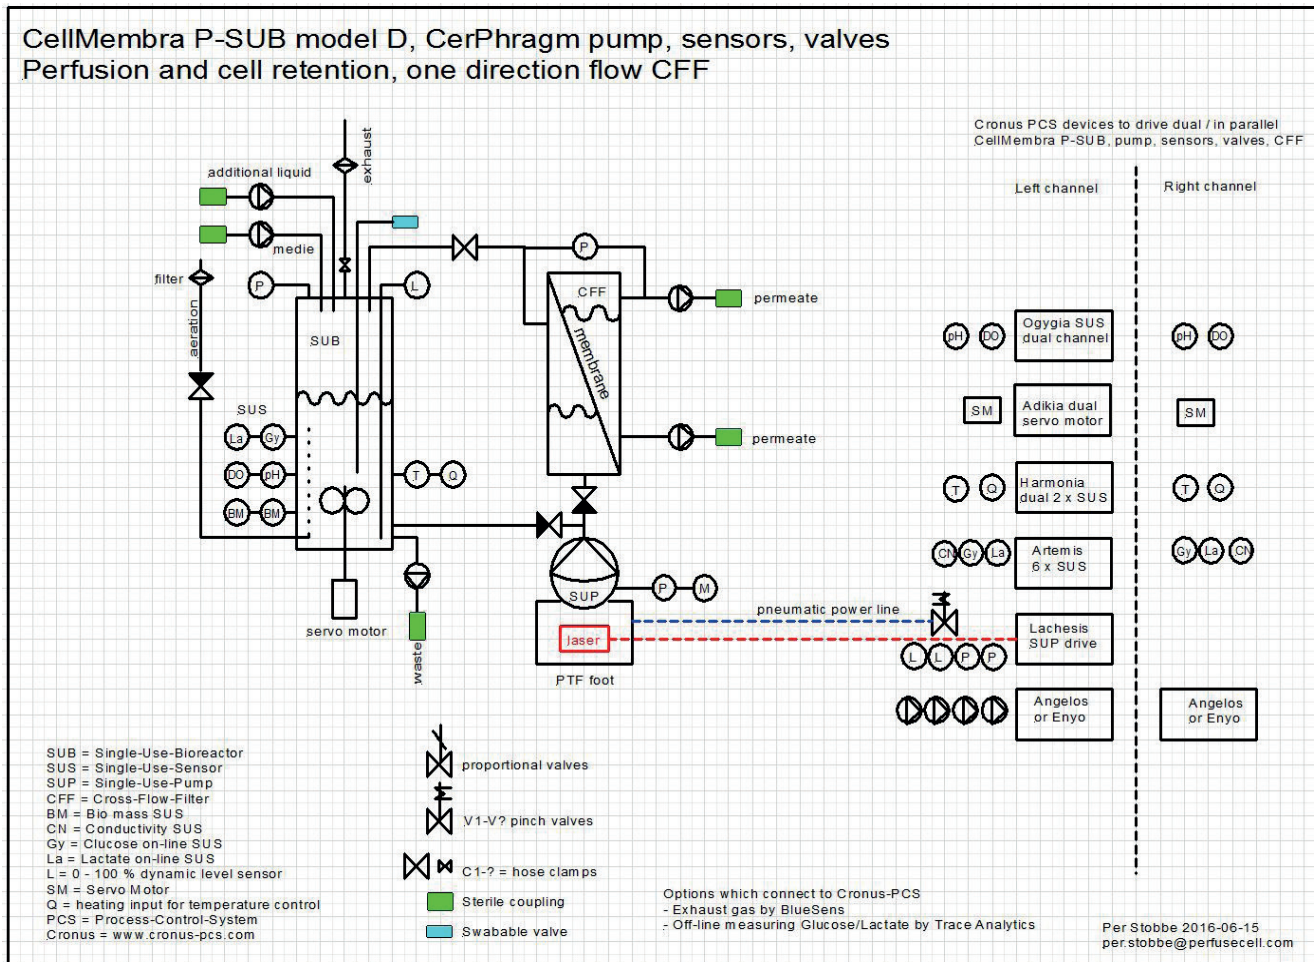 CellMembra P-SUB model D, CerPhragm pump, sensors, valves
Perfusion and cell retention, one direction flow CFF
Cronus PCS devices to drive dual / in parallel
CellMembra P-SUB, pump, sensors, valves, CFF
Left channel
Right channel
exhaust
additional liquid
medie
filter
aeration
P
L
SUB
P
CFF
membrane
permeate
permeate
SUS
La
Gy
DO
pH
BM
BM
T
Q
servo motor
waste
SUP
P
M
laser
PTF foot
pneumatic power line
pH
DO
Ogygia SUS
dual channel
pH
DO
SM
Adikia dual
servo motor
SM
T
Q
Harmonia
dual 2 x SUS
T
Q
CN
Gy
La
Artemis
6 x SUS
Gy
La
CN
Lachesis
SUP drive
L
L
P
P
Angelos
or Enyo
Angelos
or Enyo
SUB = Single-Use-Bioreactor
SUS = Single-Use-Sensor
SUP = Single-Use-Pump
CFF = Cross-Flow-Filter
BM = Bio mass SUS
CN = Conductivity SUS
Gy = Clucose on-line SUS
La = Lactate on-line SUS
L = 0 - 100 % dynamic level sensor
SM = Servo Motor
Q = heating input for temperature control
PCS = Process-Control-System
Cronus = www.cronus-pcs.com
proportional valves
V1-V? pinch valves
C1-? = hose clamps
Sterile coupling
Swabable valve
Options which connect to Cronus-PCS
- Exhaust gas by BlueSens
- Off-line measuring Glucose/Lactate by Trace Analytics
Per Stobbe 2016-06-15
per.stobbe@perfusecell.com